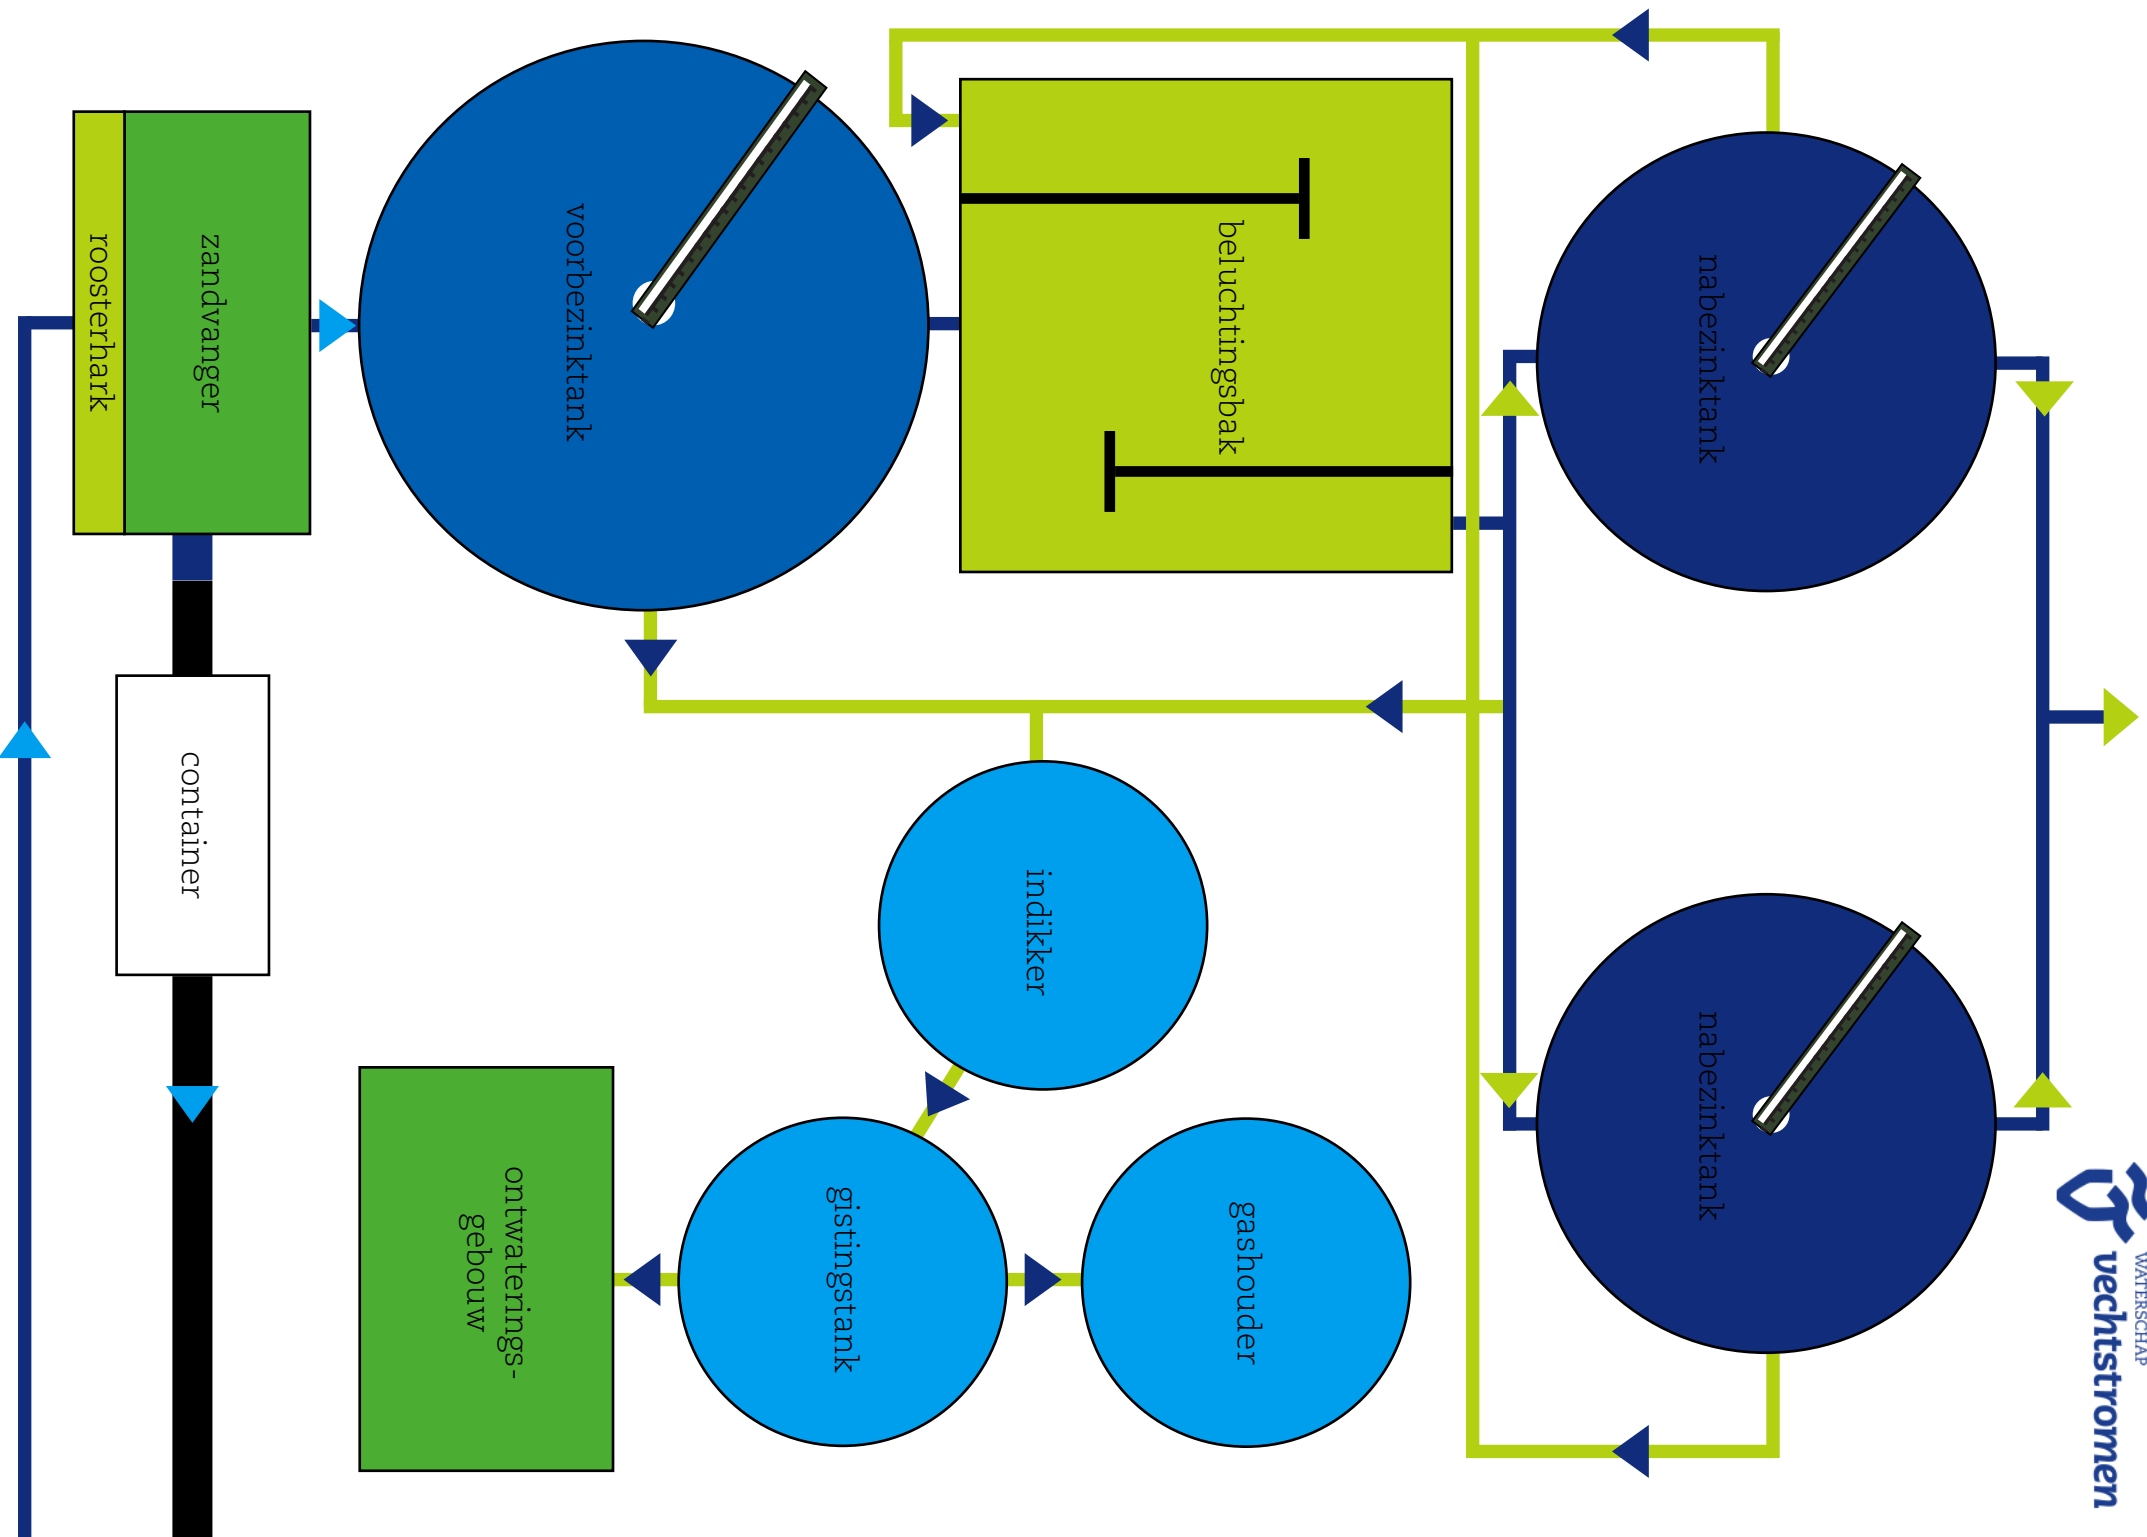 roosterhark
zandvanger
voorbezinktank
beluchtingsbak
nabezinktank
container
indikker
nabezinktank
ontwaterings-
gebouw
gistingstank
gashouder
WATERSCHAP
vechtstromen